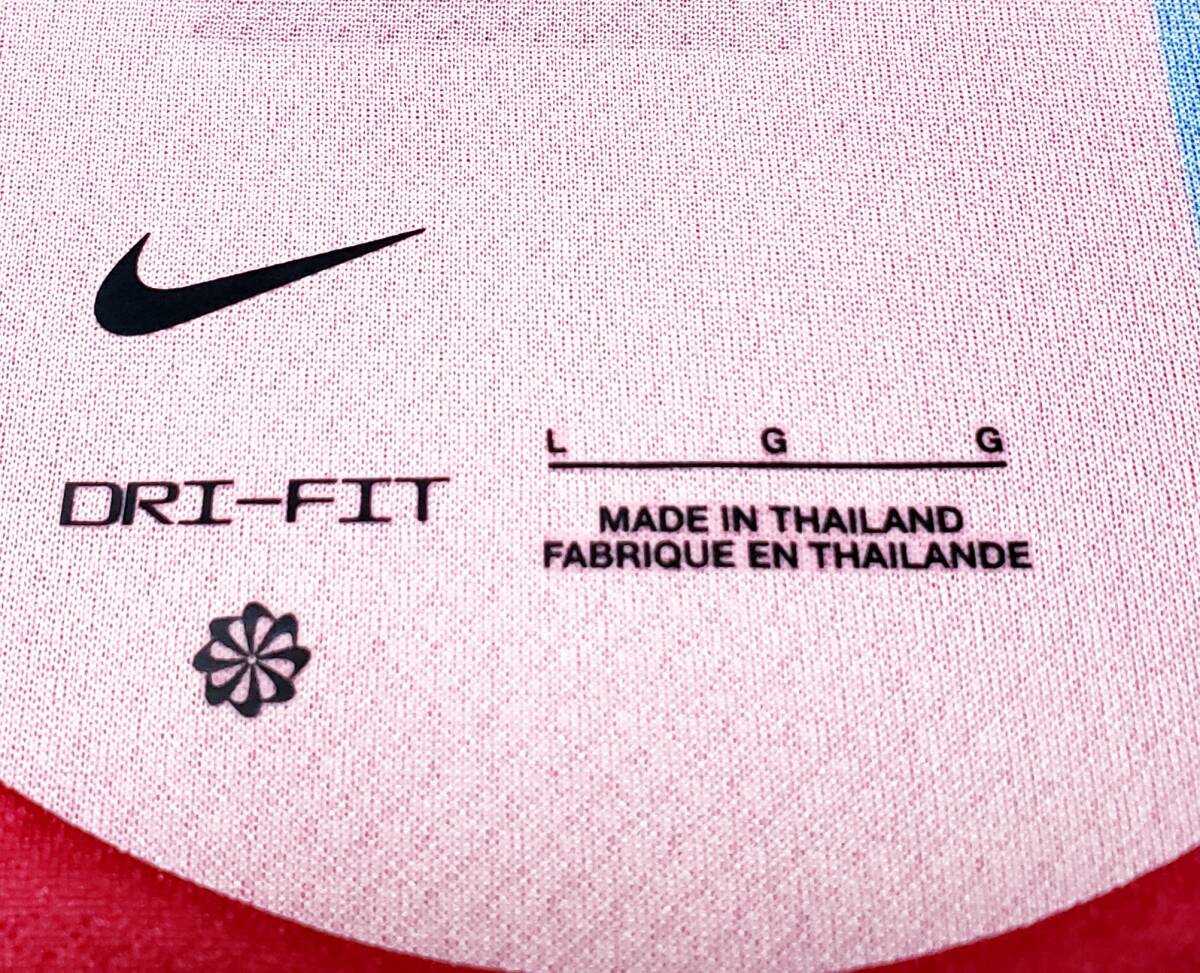 DRI-FIT
L G G
MADE IN THAILAND
FABRIQUE EN THAILANDE